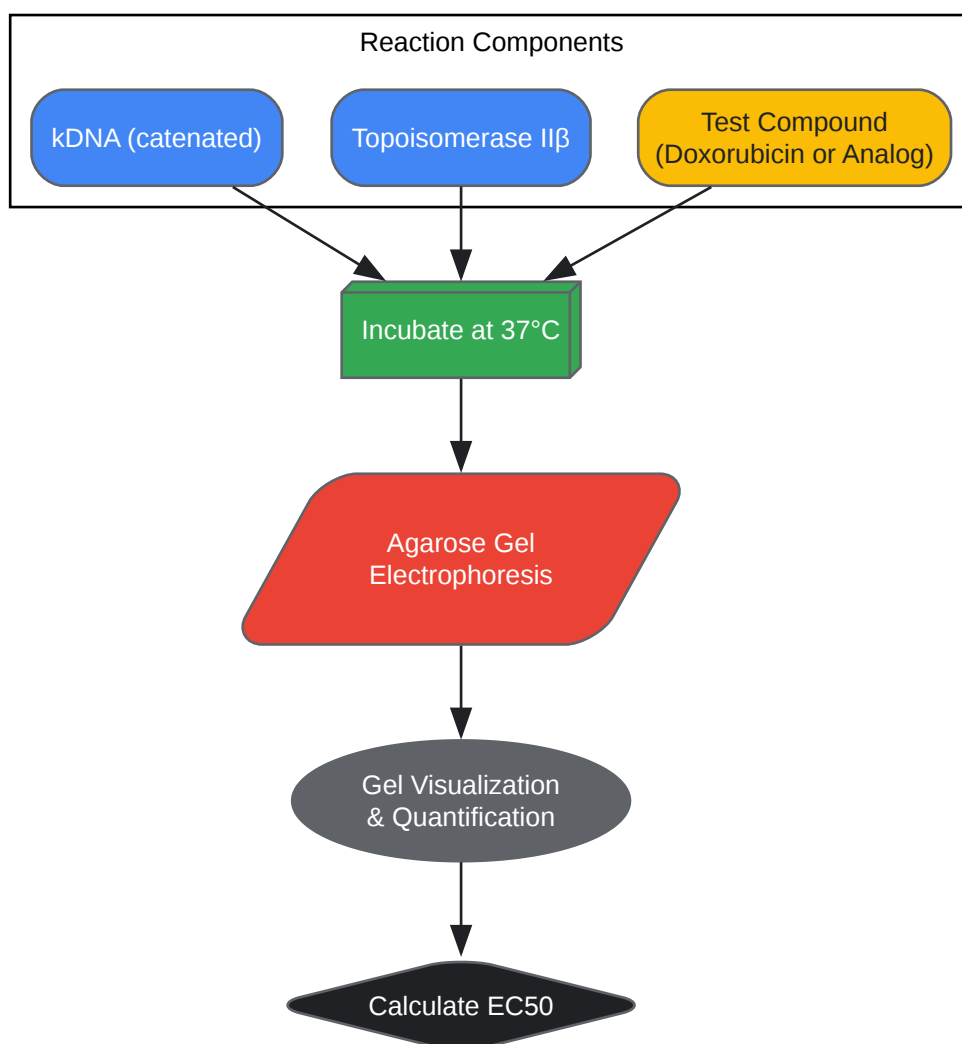 Reaction Components
kDNA (catenated)
Topoisomerase IIβ
Test Compound
(Doxorubicin or Analog)
Incubate at 37°C
Agarose Gel
Electrophoresis
Gel Visualization
& Quantification
Calculate EC50